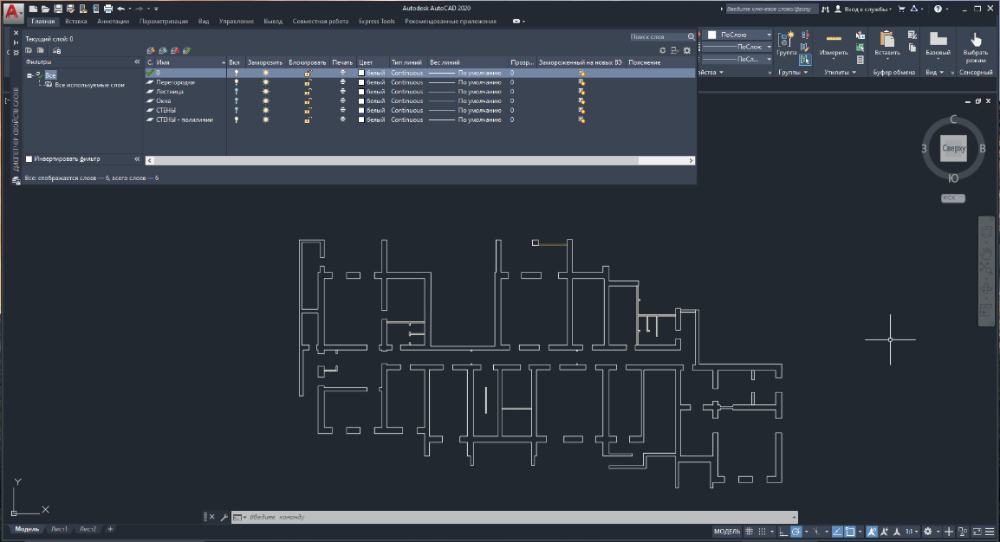 Autodesk AutoCAD 2020
Введите ключевое слово/фразу
Вход в службы
Главная Вставка Аннотации Параметризация Вид Управление Вывод Совместная работа Express Tools Рекомендованные приложения
Текущий слой: 0
Поиск слоя
Фильтры
Все
Все используемые слои
С. Имя Вкл Заморозить Блокировать Печать Цвет Тип линий Вес линий Прозр... Замороженный на новых ВЭ Пояснение
0 белый Continuous По умолчанию 0
Перегородки белый Continuous По умолчанию 0
Лестница белый Continuous По умолчанию 0
Окна белый Continuous По умолчанию 0
СТЕНЫ белый Continuous По умолчанию 0
СТЕНЫ - полилинии белый Continuous По умолчанию 0
Инвертировать фильтр
Все: отображается слоев — 6, всего слоев — 6
ДИСПЕТЧЕР СВОЙСТВ СЛОЕВ
ПоСлою
ПоСлою
ПоСл...
Группа
Измерить
Вставить
Базовый
Выбрать режим
йства
Группы
Утилиты
Буфер обмена
Вид
Сенсорный
С
З
Сверху
В
Ю
МСК
Y
X
Введите команду
Модель Лист1 Лист2 +
МОДЕЛЬ
1:1